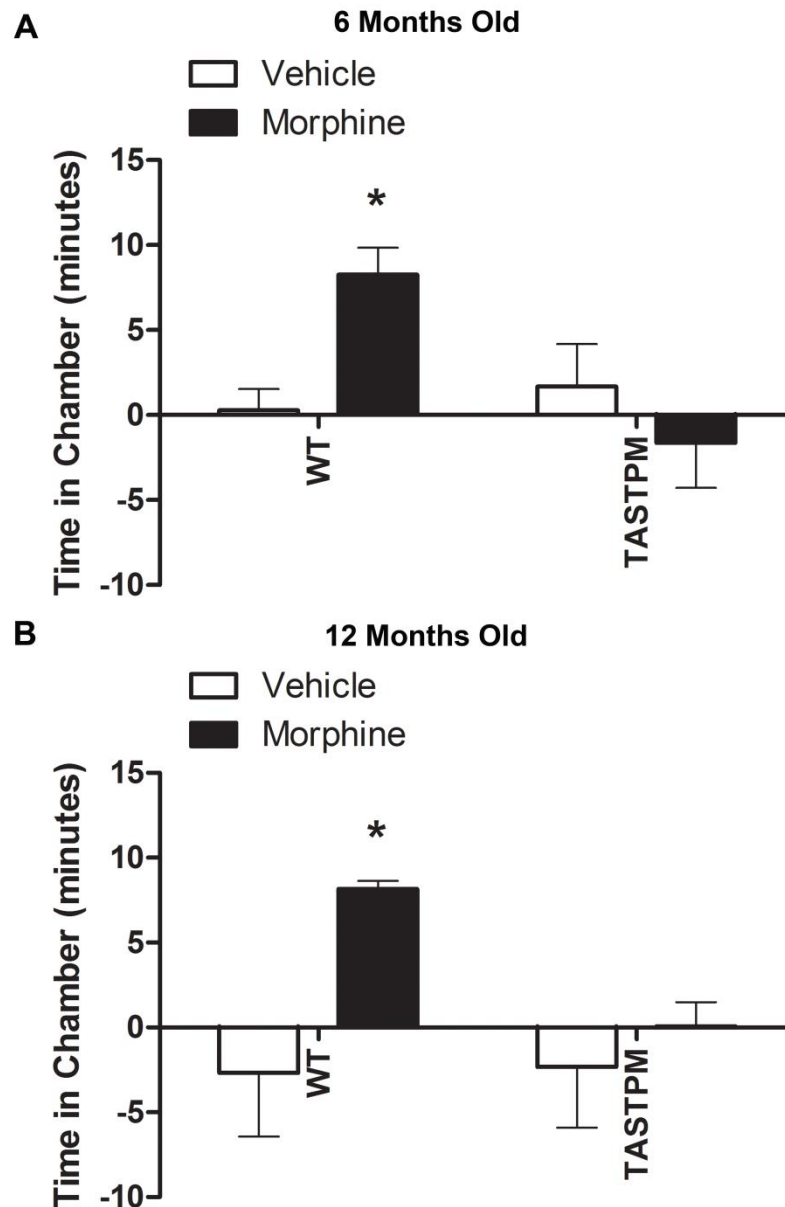 A
6 Months Old
Vehicle
Morphine
Time in Chamber (minutes)
15
10
5
0
-5
-10
*
WT
TASTPM
B
12 Months Old
Vehicle
Morphine
Time in Chamber (minutes)
15
10
5
0
-5
-10
*
WT
TASTPM